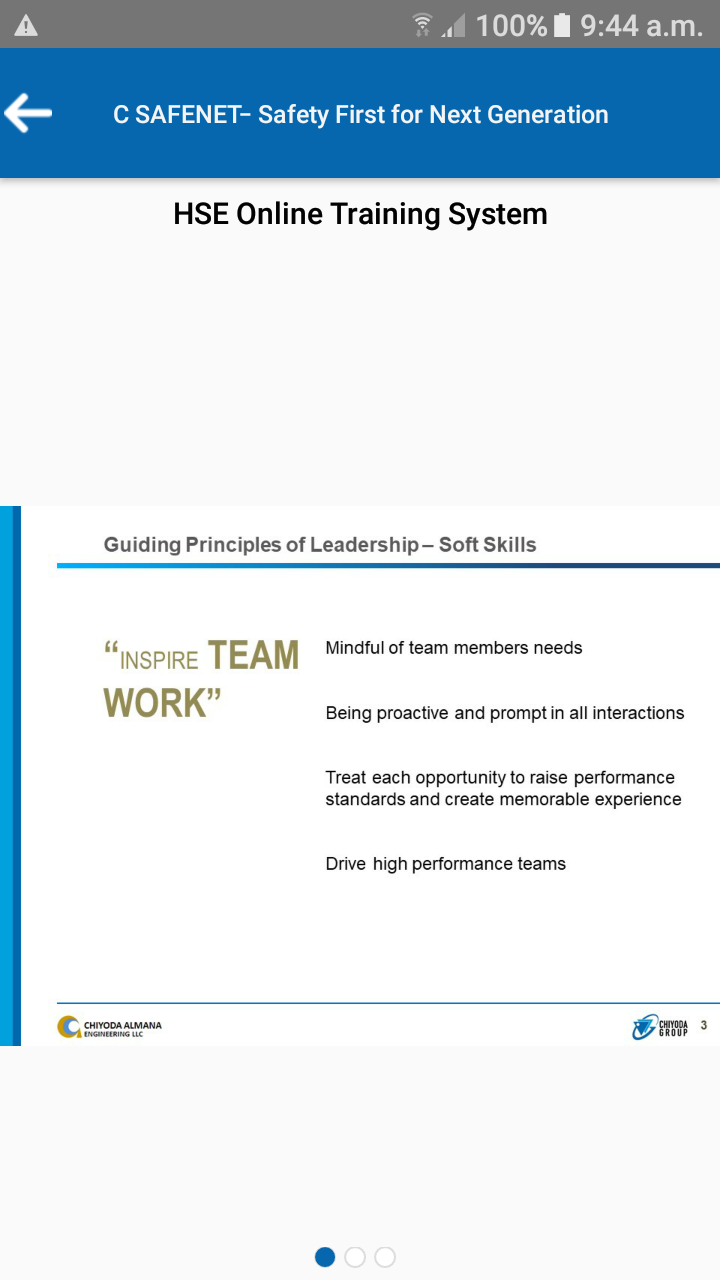 100% 9:44 a.m.
C SAFENET– Safety First for Next Generation
HSE Online Training System
Guiding Principles of Leadership – Soft Skills
“INSPIRE TEAM
WORK”
Mindful of team members needs
Being proactive and prompt in all interactions
Treat each opportunity to raise performance
standards and create memorable experience
Drive high performance teams
CHIYODA ALMANA
ENGINEERING LLC
CHIYODA
GROUP
3